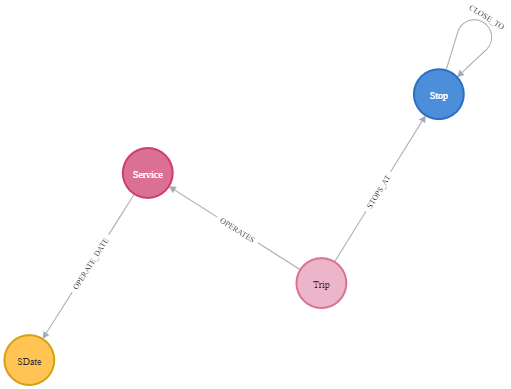 CLOSE_TO
Stop
Service
STOPS_AT
OPERATES
OPERATE_DATE
Trip
SDate